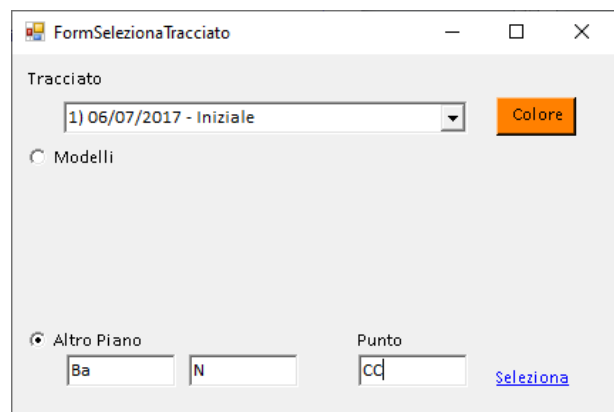 FormSelezionaTracciato
Tracciato
1) 06/07/2017 - Iniziale
Colore
Modelli
Altro Piano
Punto
Ba
N
CC
Seleziona